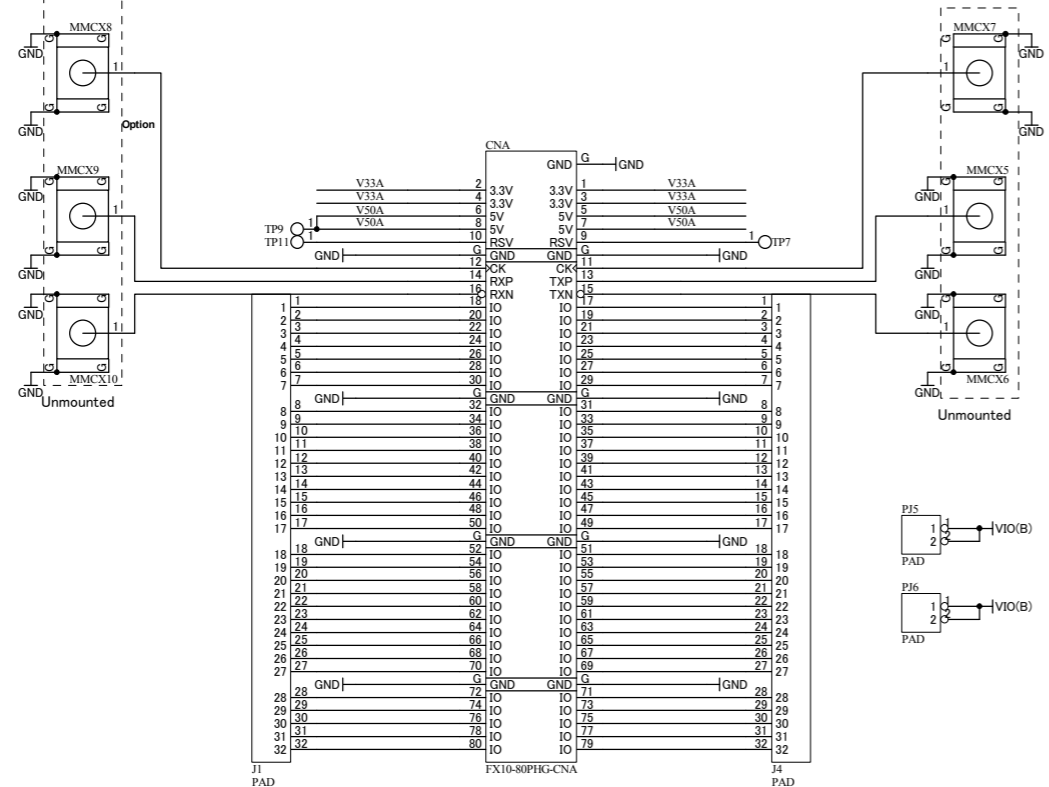 MMCX8
G G
1
GND
G G
GND
Option
MMCX9
G G
1
GND
G G
GND
G G
1
GND
G G
MMCX10
GND
Unmounted
MMCX7
G G
1
GND
G G
GND
MMCX5
G G
1
GND
G G
GND
G G
1
GND
G G
MMCX6
GND
Unmounted
CNA
GND G GND
V33A 2 3.3V 3.3V 1 V33A
V33A 4 3.3V 3.3V 3 V33A
V50A 6 5V 5V 5 V50A
TP9 1 V50A 8 5V 5V 7 V50A
TP11 1 10 RSV RSV 9 1 TP7
GND G GND GND G GND
12 CK CK 11
14 RXP TXP 13
16 RXN TXN 15
1 1 18 IO IO 17 1 1
2 2 20 IO IO 19 2 2
3 3 22 IO IO 21 3 3
4 4 24 IO IO 23 4 4
5 5 26 IO IO 25 5 5
6 6 28 IO IO 27 6 6
7 7 30 IO IO 29 7 7
GND G GND GND G GND
8 8 32 IO IO 31 8 8
9 9 34 IO IO 33 9 9
10 10 36 IO IO 35 10 10
11 11 38 IO IO 37 11 11
12 12 40 IO IO 39 12 12
13 13 42 IO IO 41 13 13
14 14 44 IO IO 43 14 14
15 15 46 IO IO 45 15 15
16 16 48 IO IO 47 16 16
17 17 50 IO IO 49 17 17
GND G GND GND G GND
18 18 52 IO IO 51 18 18
19 19 54 IO IO 53 19 19
20 20 56 IO IO 55 20 20
21 21 58 IO IO 57 21 21
22 22 60 IO IO 59 22 22
23 23 62 IO IO 61 23 23
24 24 64 IO IO 63 24 24
25 25 66 IO IO 65 25 25
26 26 68 IO IO 67 26 26
27 27 70 IO IO 69 27 27
GND G GND GND G GND
28 28 72 IO IO 71 28 28
29 29 74 IO IO 73 29 29
30 30 76 IO IO 75 30 30
31 31 78 IO IO 77 31 31
32 32 80 IO IO 79 32 32
J1
PAD
FX10-80PHG-CNA
J4
PAD
PJ5
1 1 VIO(B)
2 2
PAD
PJ6
1 1 VIO(B)
2 2
PAD